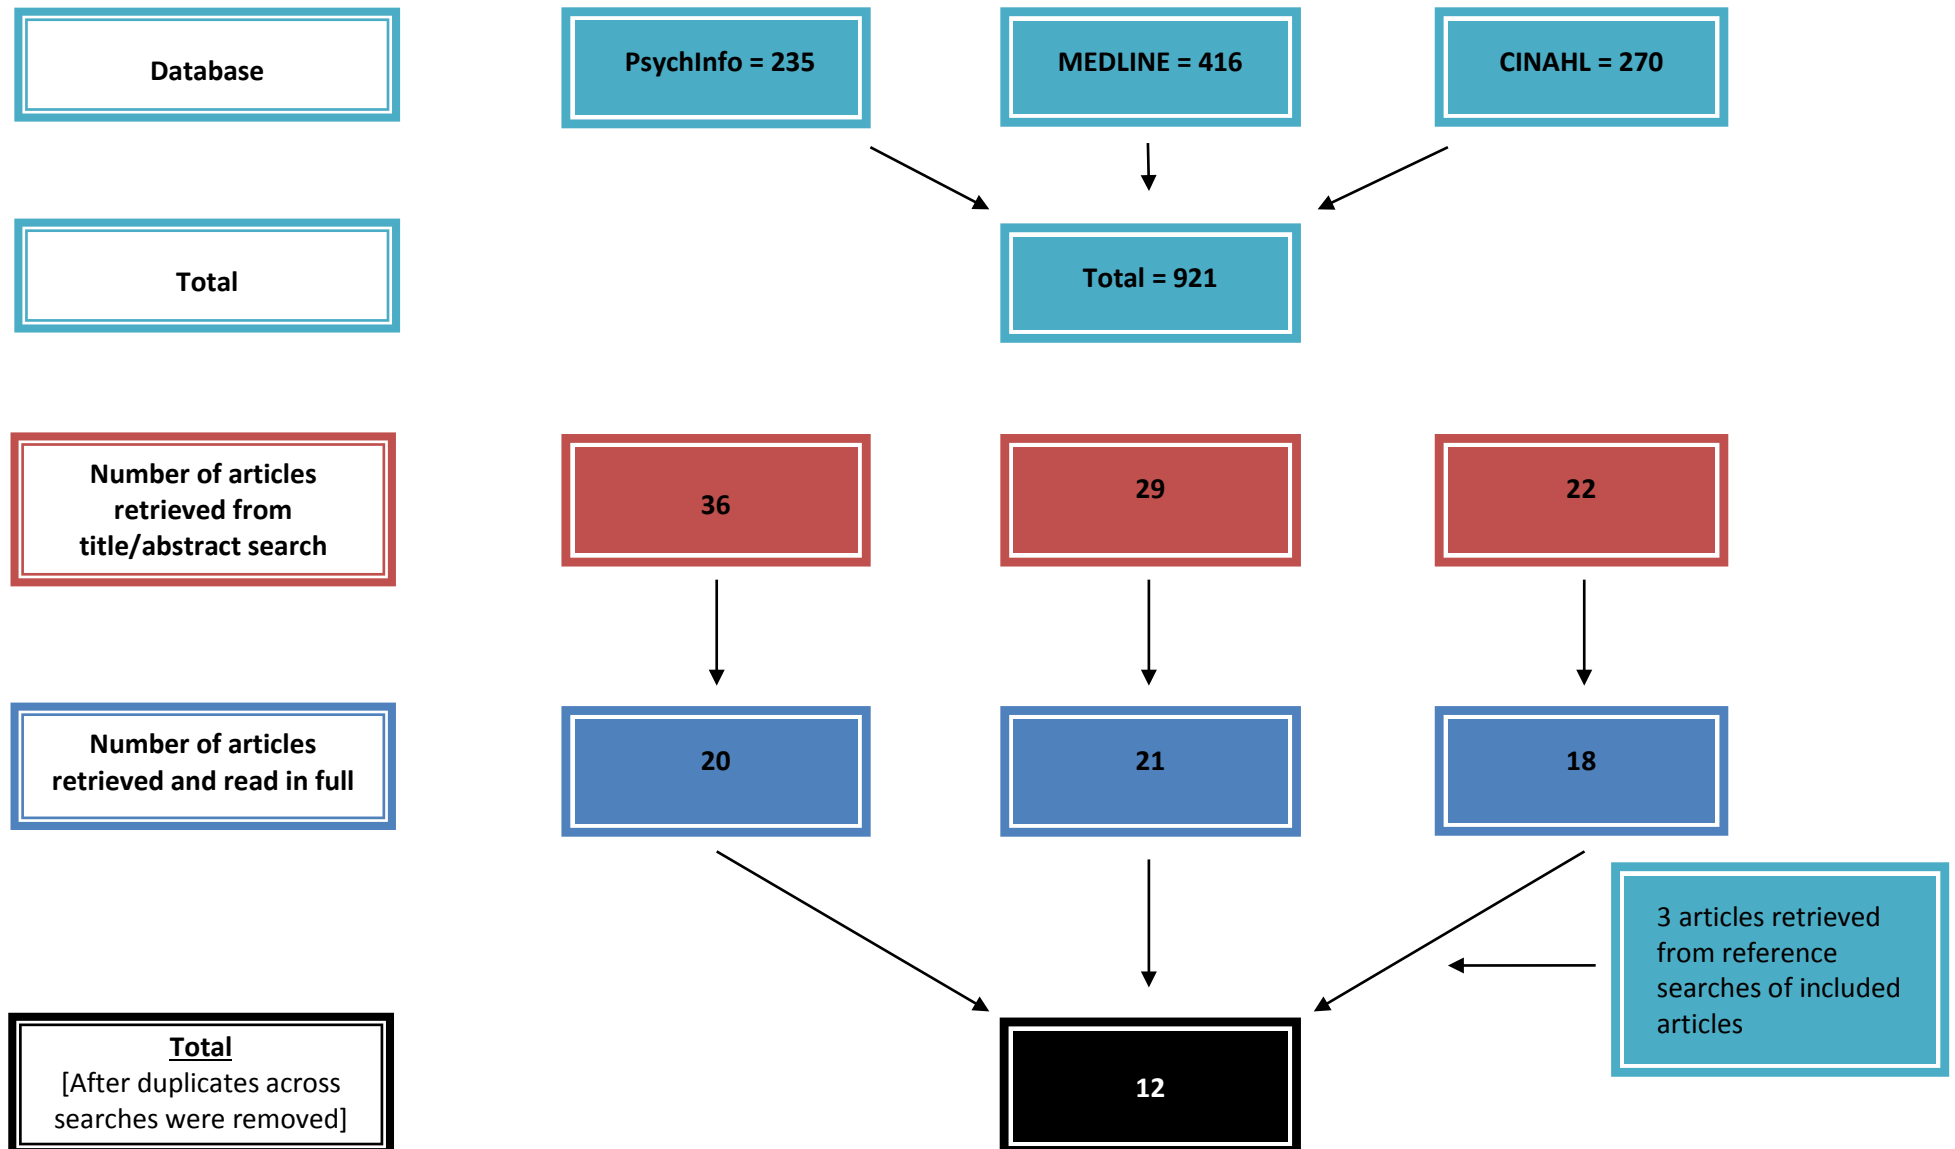 Database
PsychInfo = 235
MEDLINE = 416
CINAHL = 270
Total
Total = 921
Number of articles
retrieved from
title/abstract search
36
29
22
Number of articles
retrieved and read in full
20
21
18
3 articles retrieved
from reference
searches of included
articles
Total
[After duplicates across
searches were removed]
12